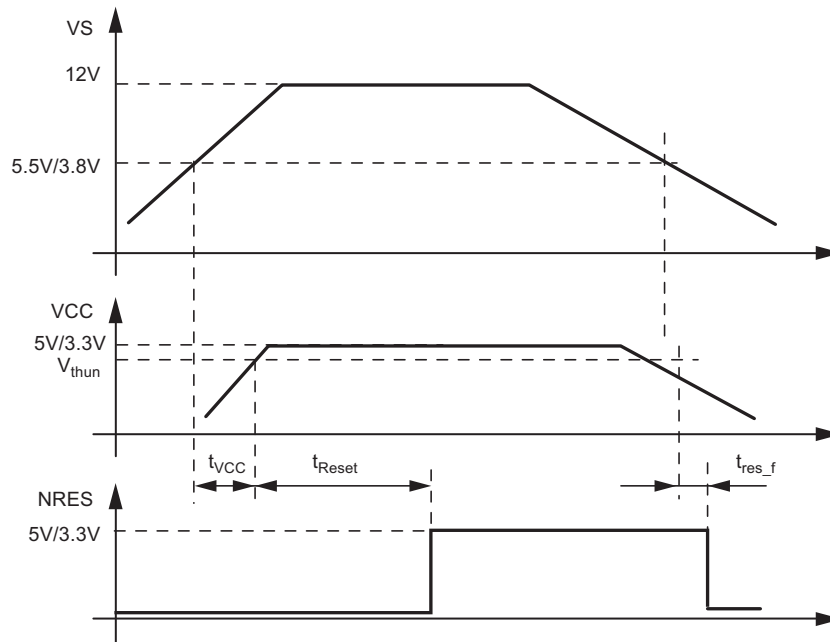 VS
12V
5.5V/3.8V
VCC
5V/3.3V
Vthun
tVCC
tReset
tres_f
NRES
5V/3.3V